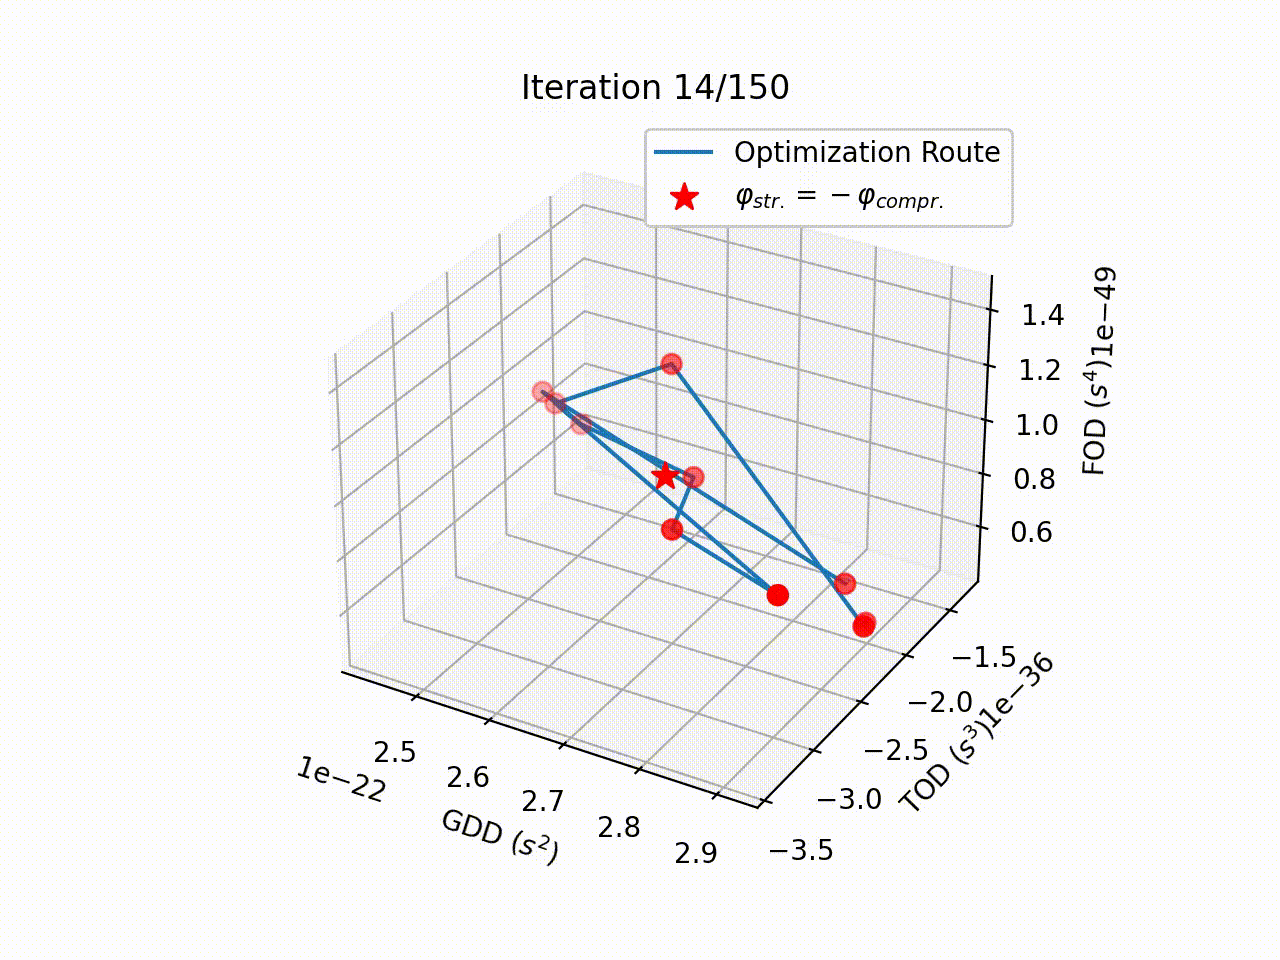 Iteration 14/150
Optimization Route
φstr. = −φcompr.
1.4
1.2
1.0
0.8
0.6
FOD (s⁴)1e−49
−1.5
−2.0
−2.5
−3.0
−3.5
TOD (s³)1e−36
2.5
2.6
2.7
2.8
2.9
1e−22
GDD (s²)